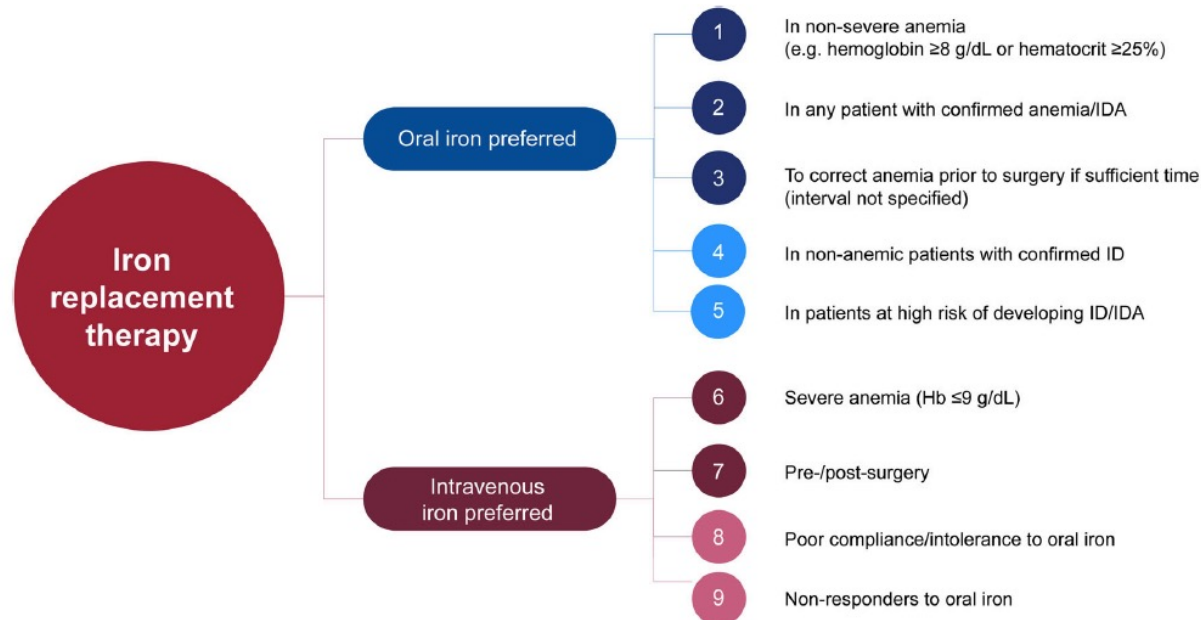 Iron
replacement
therapy
Oral iron preferred
1
In non-severe anemia
(e.g. hemoglobin ≥8 g/dL or hematocrit ≥25%)
2
In any patient with confirmed anemia/IDA
3
To correct anemia prior to surgery if sufficient time
(interval not specified)
4
In non-anemic patients with confirmed ID
5
In patients at high risk of developing ID/IDA
Intravenous
iron preferred
6
Severe anemia (Hb ≤9 g/dL)
7
Pre-/post-surgery
8
Poor compliance/intolerance to oral iron
9
Non-responders to oral iron